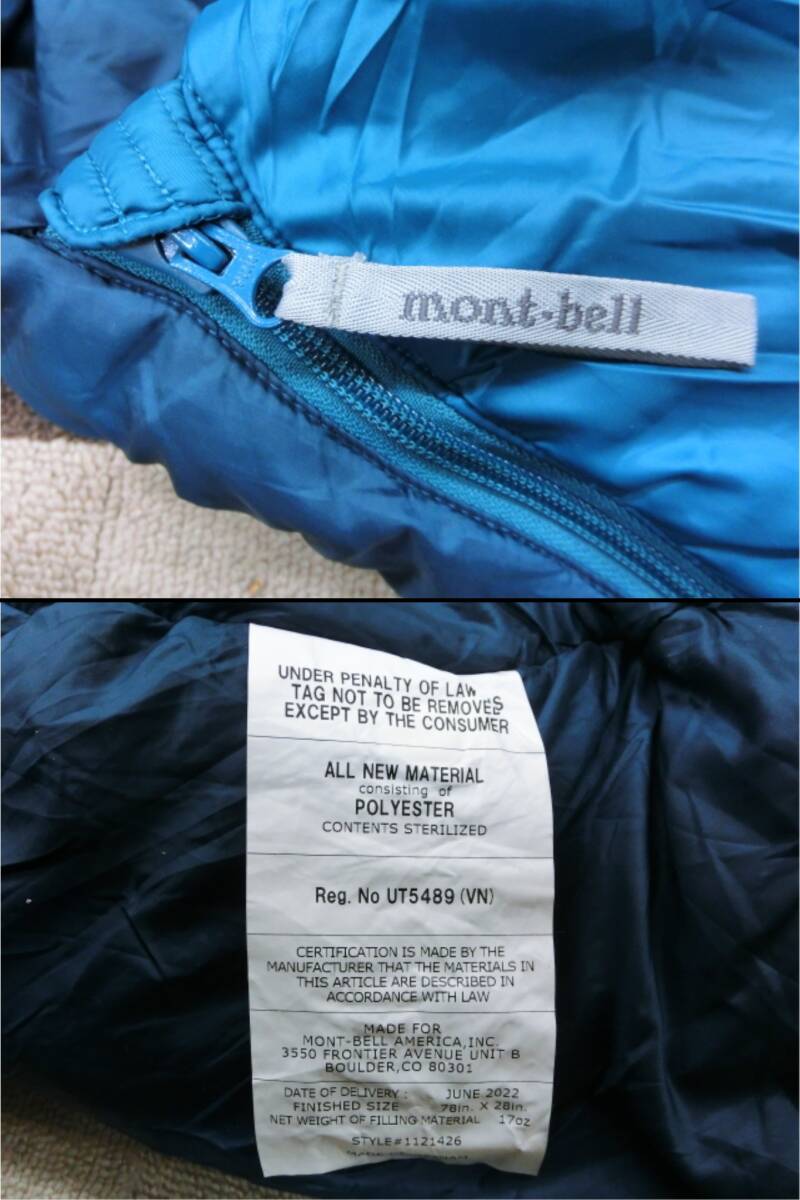 mont-bell
UNDER PENALTY OF LAW
TAG NOT TO BE REMOVES
EXCEPT BY THE CONSUMER
ALL NEW MATERIAL
consisting of
POLYESTER
CONTENTS STERILIZED
Reg. No UT5489 (VN)
CERTIFICATION IS MADE BY THE
MANUFACTURER THAT THE MATERIALS IN
THIS ARTICLE ARE DESCRIBED IN
ACCORDANCE WITH LAW
MADE FOR
MONT-BELL AMERICA,INC.
3550 FRONTIER AVENUE UNIT B
BOULDER,CO 80301
DATE OF DELIVERY : JUNE 2022
FINISHED SIZE 78in. X 28in.
NET WEIGHT OF FILLING MATERIAL 17oz
STYLE#1121426